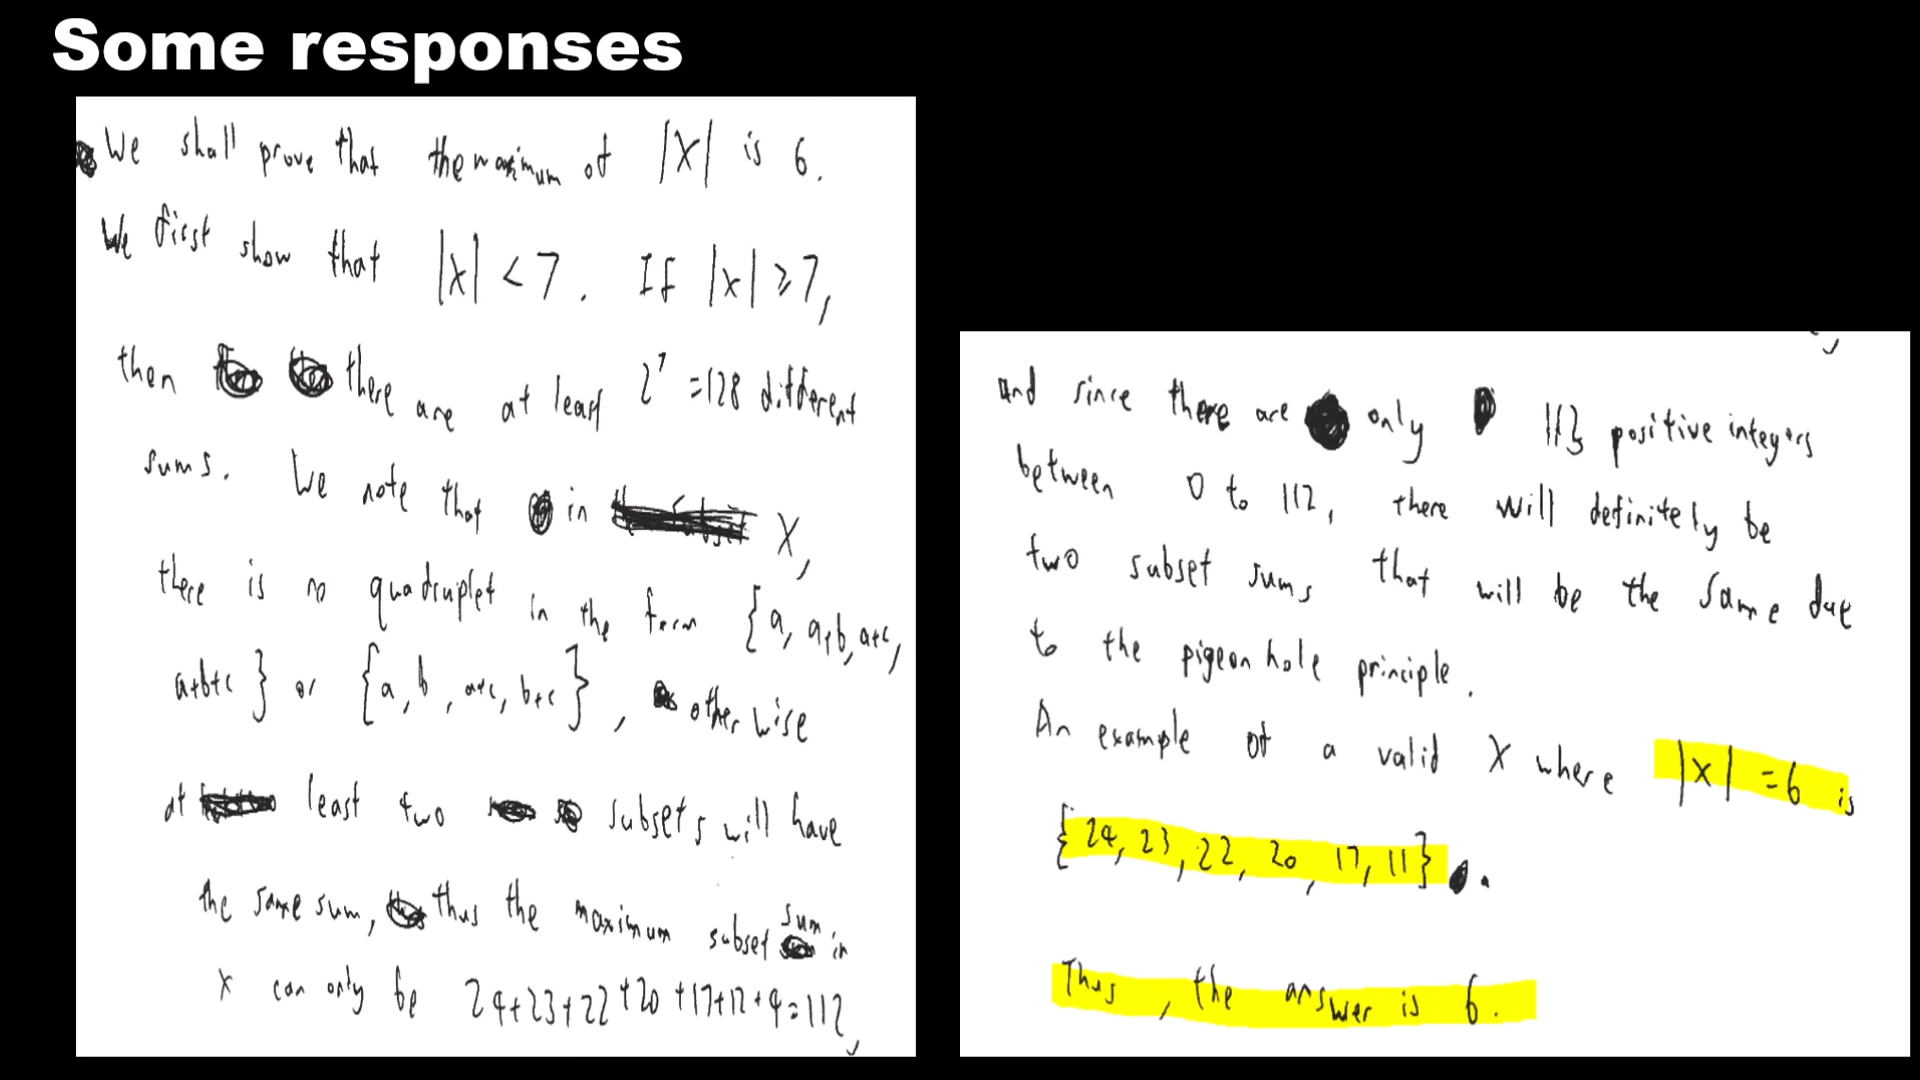 Some responses
We shall prove that the maximum of |X| is 6.
We first show that |X| < 7. If |X| ⩾ 7,
then there are at least 2^7 = 128 different
sums. We note that in X,
there is no quadruplet in the form {a, a+b, a+c,
a+b+c} or {a, b, a+c, b+c}, otherwise
at least two subsets will have
the same sum, thus the maximum subset sum in
X can only be 24+23+22+20+17+12+4=112,
and since there are only 113 positive integers
between 0 to 112, there will definitely be
two subset sums that will be the same due
to the pigeonhole principle.
An example of a valid X where |X| = 6 is
{24, 23, 22, 20, 17, 11}.
Thus, the answer is 6.